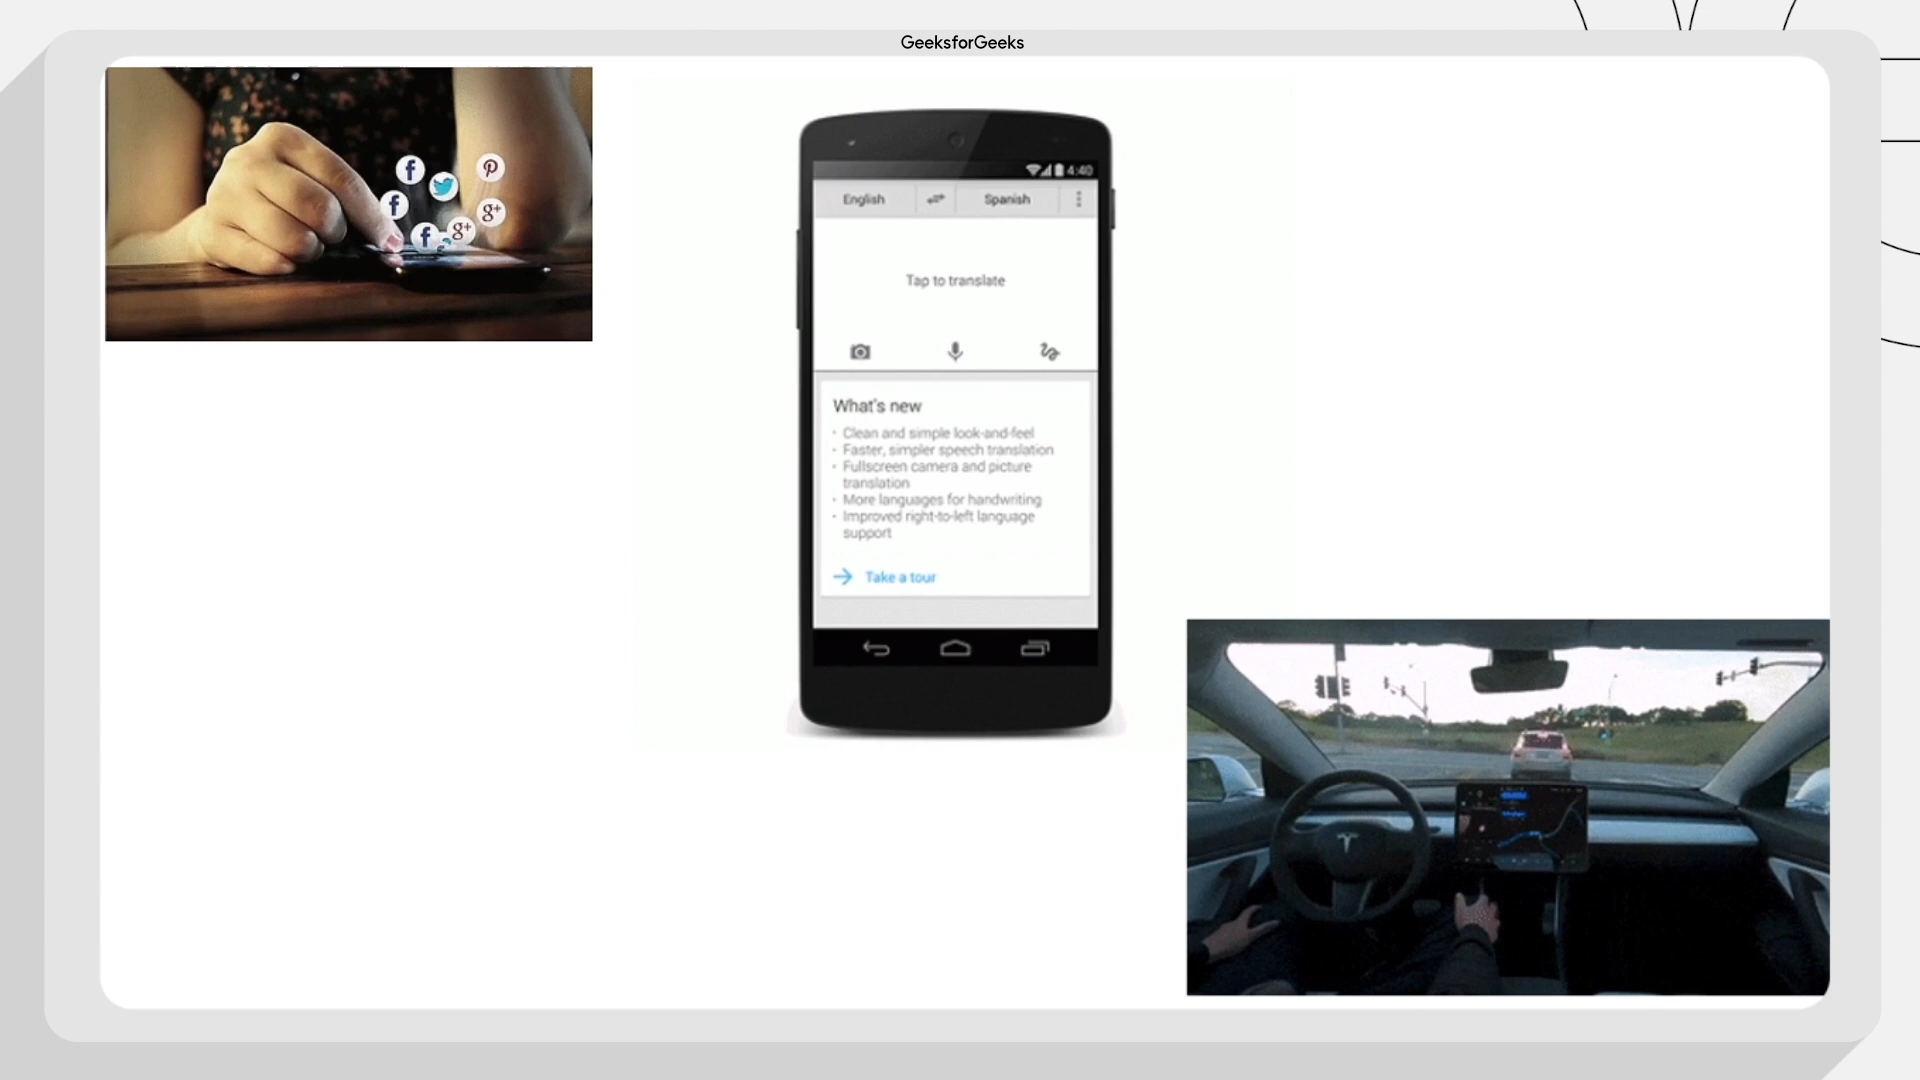 GeeksforGeeks
f
P
f
g+
f
g+
4:40
English
Spanish
Tap to translate
What's new
· Clean and simple look-and-feel
· Faster, simpler speech translation
· Fullscreen camera and picture
translation
· More languages for handwriting
· Improved right-to-left language
support
Take a tour